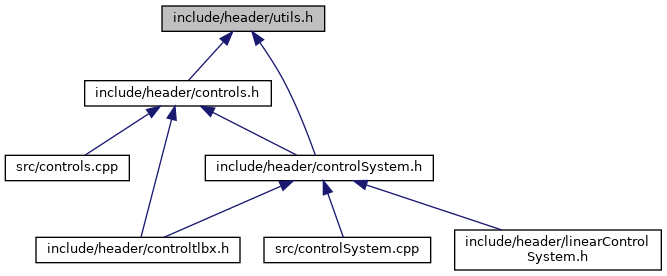 include/header/utils.h
include/header/controls.h
src/controls.cpp
include/header/controlSystem.h
include/header/controltlbx.h
src/controlSystem.cpp
include/header/linearControl
System.h